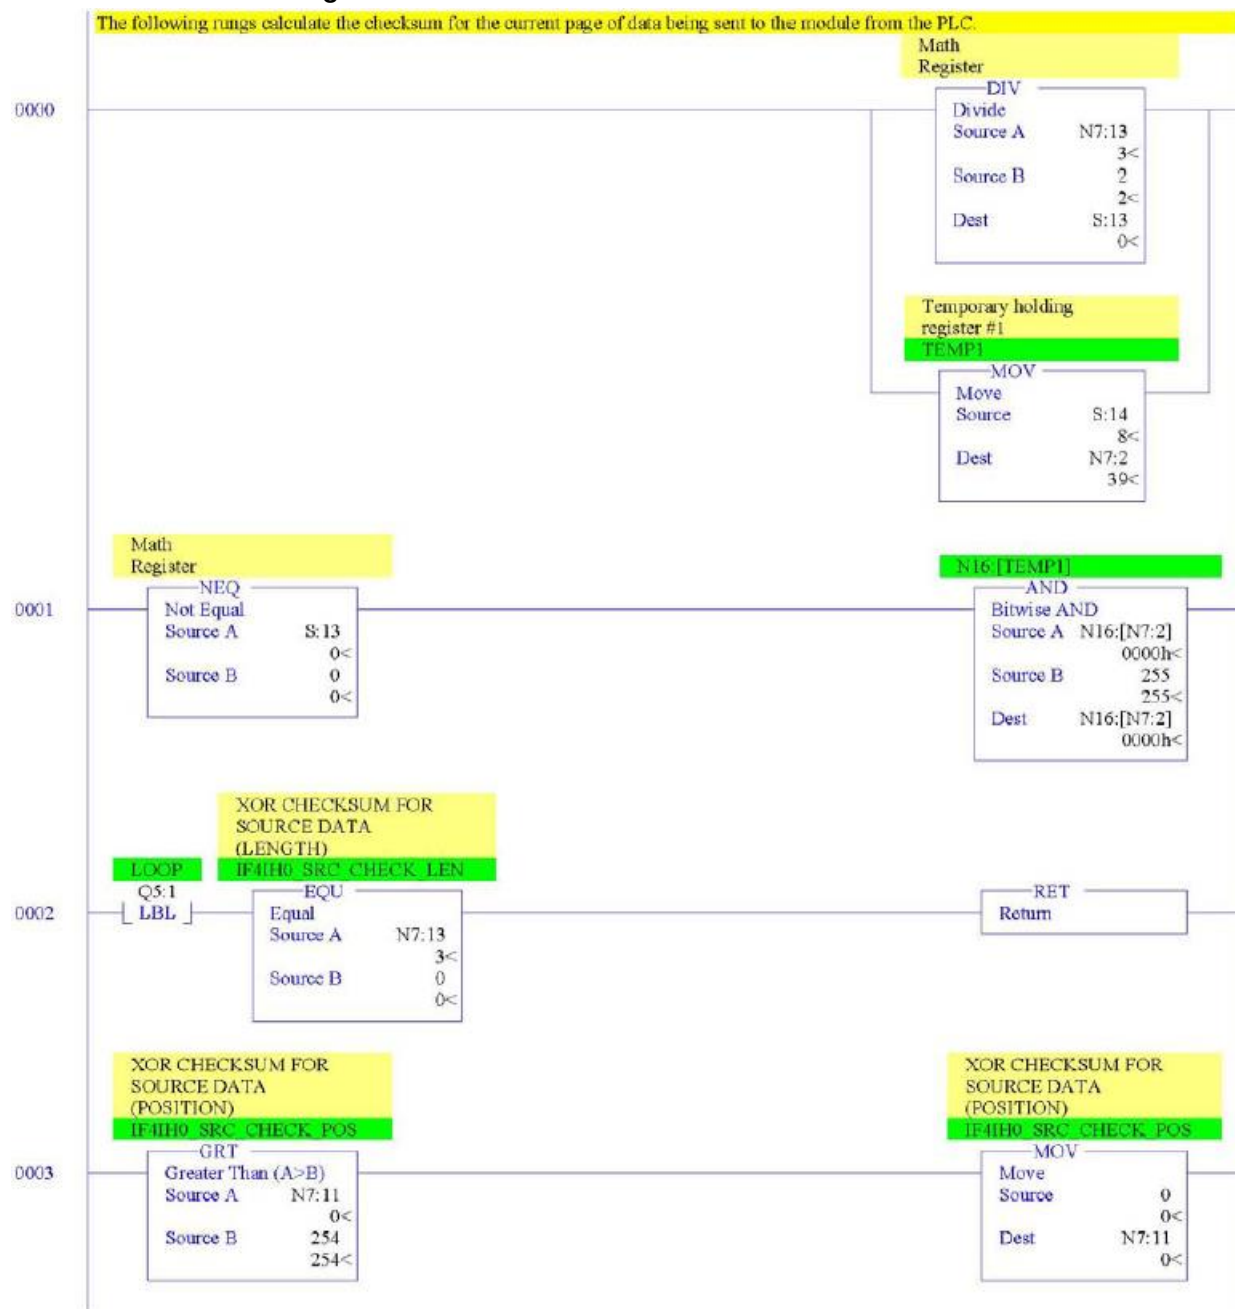 The following rungs calculate the checksum for the current page of data being sent to the module from the PLC.
Math
Register
DIV
0000
Divide
Source A N7:13
3<
Source B 2
2<
Dest S:13
0<
Temporary holding
register #1
TEMP1
MOV
Move
Source S:14
8<
Dest N7:2
39<
Math
Register
NEQ
0001
Not Equal
Source A S:13
0<
Source B 0
0<
N16:[TEMP1]
AND
Bitwise AND
Source A N16:[N7:2]
0000h<
Source B 255
255<
Dest N16:[N7:2]
0000h<
XOR CHECKSUM FOR
SOURCE DATA
(LENGTH)
LOOP IF4IH0_SRC_CHECK_LEN
Q5:1
0002
LBL
EQU
Equal
Source A N7:13
3<
Source B 0
0<
RET
Return
XOR CHECKSUM FOR
SOURCE DATA
(POSITION)
IF4IH0_SRC_CHECK_POS
GRT
0003
Greater Than (A>B)
Source A N7:11
0<
Source B 254
254<
XOR CHECKSUM FOR
SOURCE DATA
(POSITION)
IF4IH0_SRC_CHECK_POS
MOV
Move
Source 0
0<
Dest N7:11
0<